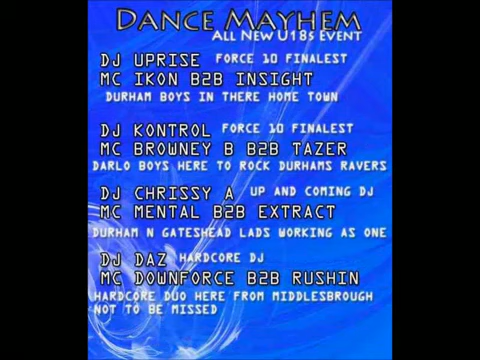 DANCE MAYHEM
ALL NEW U18S EVENT
DJ UPRISE FORCE 10 FINALEST
MC IKON B2B INSIGHT
DURHAM BOYS IN THERE HOME TOWN
DJ KONTROL FORCE 10 FINALEST
MC BROWNEY B B2B TAZER
DARLO BOYS HERE TO ROCK DURHAMS RAVERS
DJ CHRISSY A UP AND COMING DJ
MC MENTAL B2B EXTRACT
DURHAM N GATESHEAD LADS WORKING AS ONE
DJ DAZ HARDCORE DJ
MC DOWNFORCE B2B RUSHIN
HARDCORE DUO HERE FROM MIDDLESBROUGH
NOT TO BE MISSED